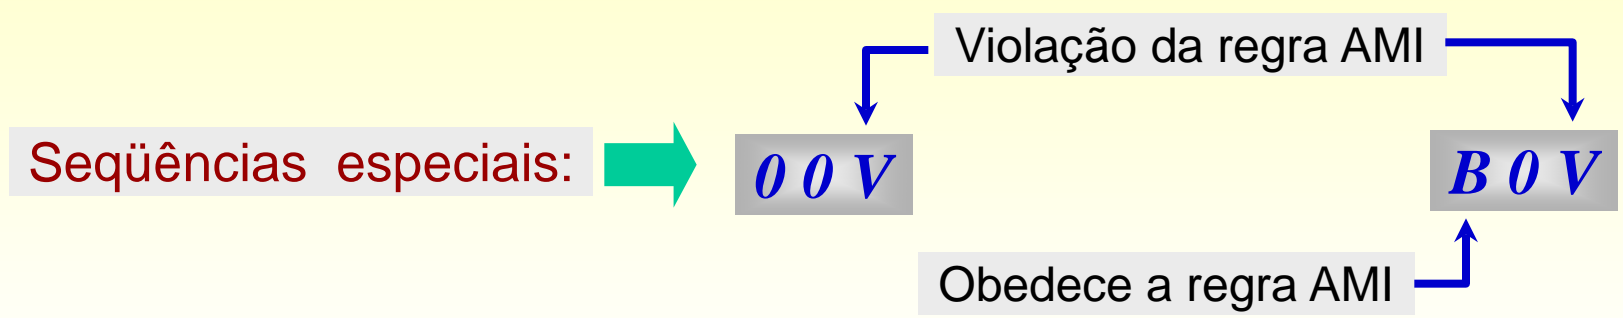 Violação da regra AMI
Seqüências especiais:
0 0 V
B 0 V
Obedece a regra AMI